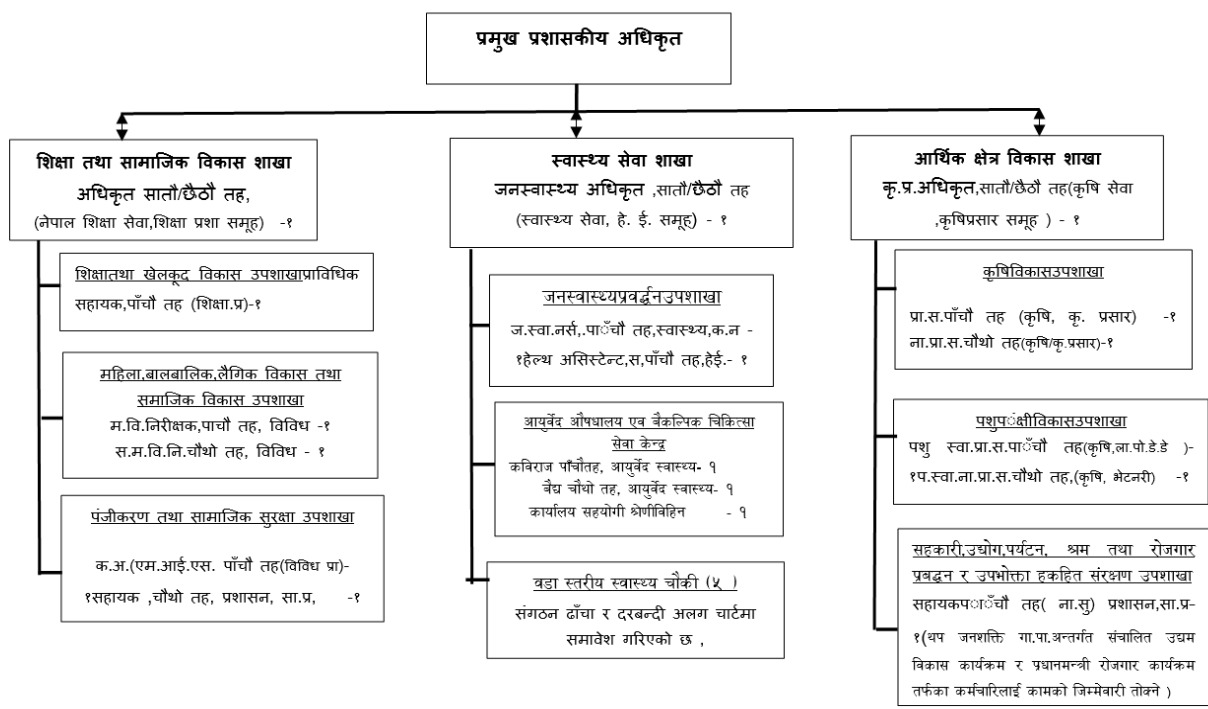 प्रमुख प्रशासकीय अधिकृत
शिक्षा तथा सामाजिक विकास शाखा
अधिकृत सातौ/छैठौ तह,
(नेपाल शिक्षा सेवा,शिक्षा प्रशा समूह) -१
शिक्षातथा खेलकूद विकास उपशाखाप्राविधिक
सहायक,पाँचौ तह (शिक्षा.प्र)-१
महिला,बालबालिक,लैगिक विकास तथा
समाजिक विकास उपशाखा
म.वि.निरीक्षक,पाचौ तह, विविध -१
स.म.वि.नि.चौथो तह, विविध - १
पंजीकरण तथा सामाजिक सुरक्षा उपशाखा
क.अ.(एम.आई.एस. पाँचौ तह(विविध प्रा)-
१सहायक ,चौथो तह, प्रशासन, सा.प्र, -१
स्वास्थ्य सेवा शाखा
जनस्वास्थ्य अधिकृत ,सातौ/छैठौ तह
(स्वास्थ्य सेवा, हे. ई. समूह) - १
जनस्वास्थ्यप्रवर्द्धनउपशाखा
ज.स्वा.नर्स,.पाँचौ तह,स्वास्थ्य,क.न -
१हेल्थ असिस्टेन्ट,स,पाँचौ तह,हेई.- १
आयुर्वेद औषधालय एव बैकल्पिक चिकित्सा
सेवा केन्द्र
कविराज पाँचौतह, आयुर्वेद स्वास्थ्य- १
बैद्य चौथो तह, आयुर्वेद स्वास्थ्य- १
कार्यालय सहयोगी श्रेणीविहिन - १
वडा स्तरीय स्वास्थ्य चौकी (५ )
संगठन ढाँचा र दरबन्दी अलग चार्टमा
समावेश गरिएको छ ,
आर्थिक क्षेत्र विकास शाखा
कृ.प्र.अधिकृत,सातौ/छैठौ तह(कृषि सेवा
,कृषिप्रसार समूह ) - १
कृषिविकासउपशाखा
प्रा.स.पाँचौ तह (कृषि, कृ. प्रसार) -१
ना.प्रा.स.चौथो तह(कृषि/कृ.प्रसार)-१
पशुपंक्षीविकासउपशाखा
पशु स्वा.प्रा.स.पाँचौ तह(कृषि,ला.पो.डे.डे )-
१प.स्वा.ना.प्रा.स.चौथो तह,(कृषि, भेटनरी) -१
सहकारी,उद्योग,पर्यटन, श्रम तथा रोजगार
प्रबद्धन र उपभोक्ता हकहित संरक्षण उपशाखा
सहायकपाँचौ तह( ना.सु) प्रशासन,सा.प्र-
१(थप जनशक्ति गा.पा.अन्तर्गत संचालित उद्यम
विकास कार्यक्रम र प्रधानमन्त्री रोजगार कार्यक्रम
तर्फका कर्मचारिलाई कामको जिम्मेवारी तोक्ने )